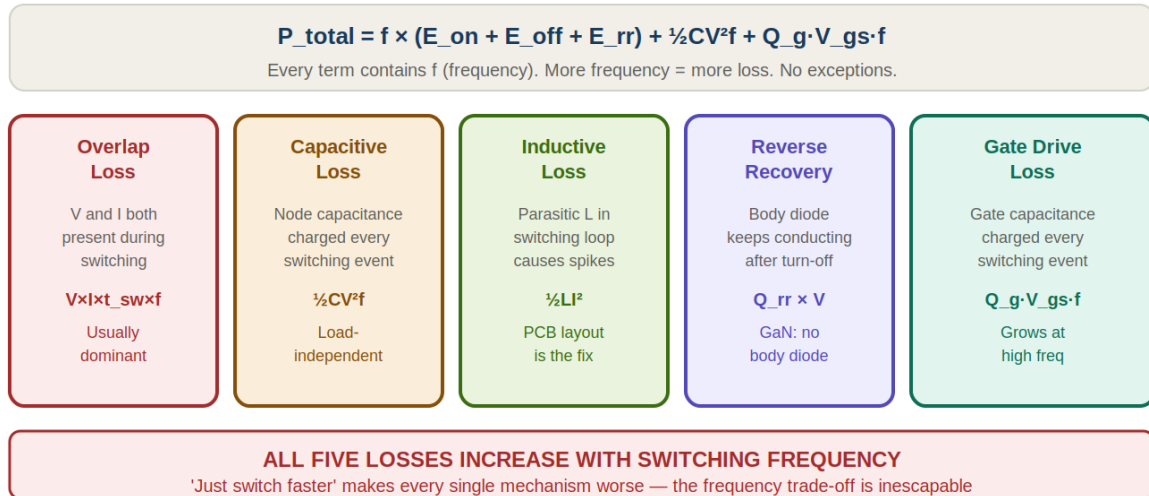 P_total = f × (E_on + E_off + E_rr) + ½CV²f + Q_g·V_gs·f
Every term contains f (frequency). More frequency = more loss. No exceptions.
Overlap
Loss
V and I both
present during
switching
V×I×t_sw×f
Usually
dominant
Capacitive
Loss
Node capacitance
charged every
switching event
½CV²f
Load-
independent
Inductive
Loss
Parasitic L in
switching loop
causes spikes
½LI²
PCB layout
is the fix
Reverse
Recovery
Body diode
keeps conducting
after turn-off
Q_rr × V
GaN: no
body diode
Gate Drive
Loss
Gate capacitance
charged every
switching event
Q_g·V_gs·f
Grows at
high freq
ALL FIVE LOSSES INCREASE WITH SWITCHING FREQUENCY
'Just switch faster' makes every single mechanism worse — the frequency trade-off is inescapable